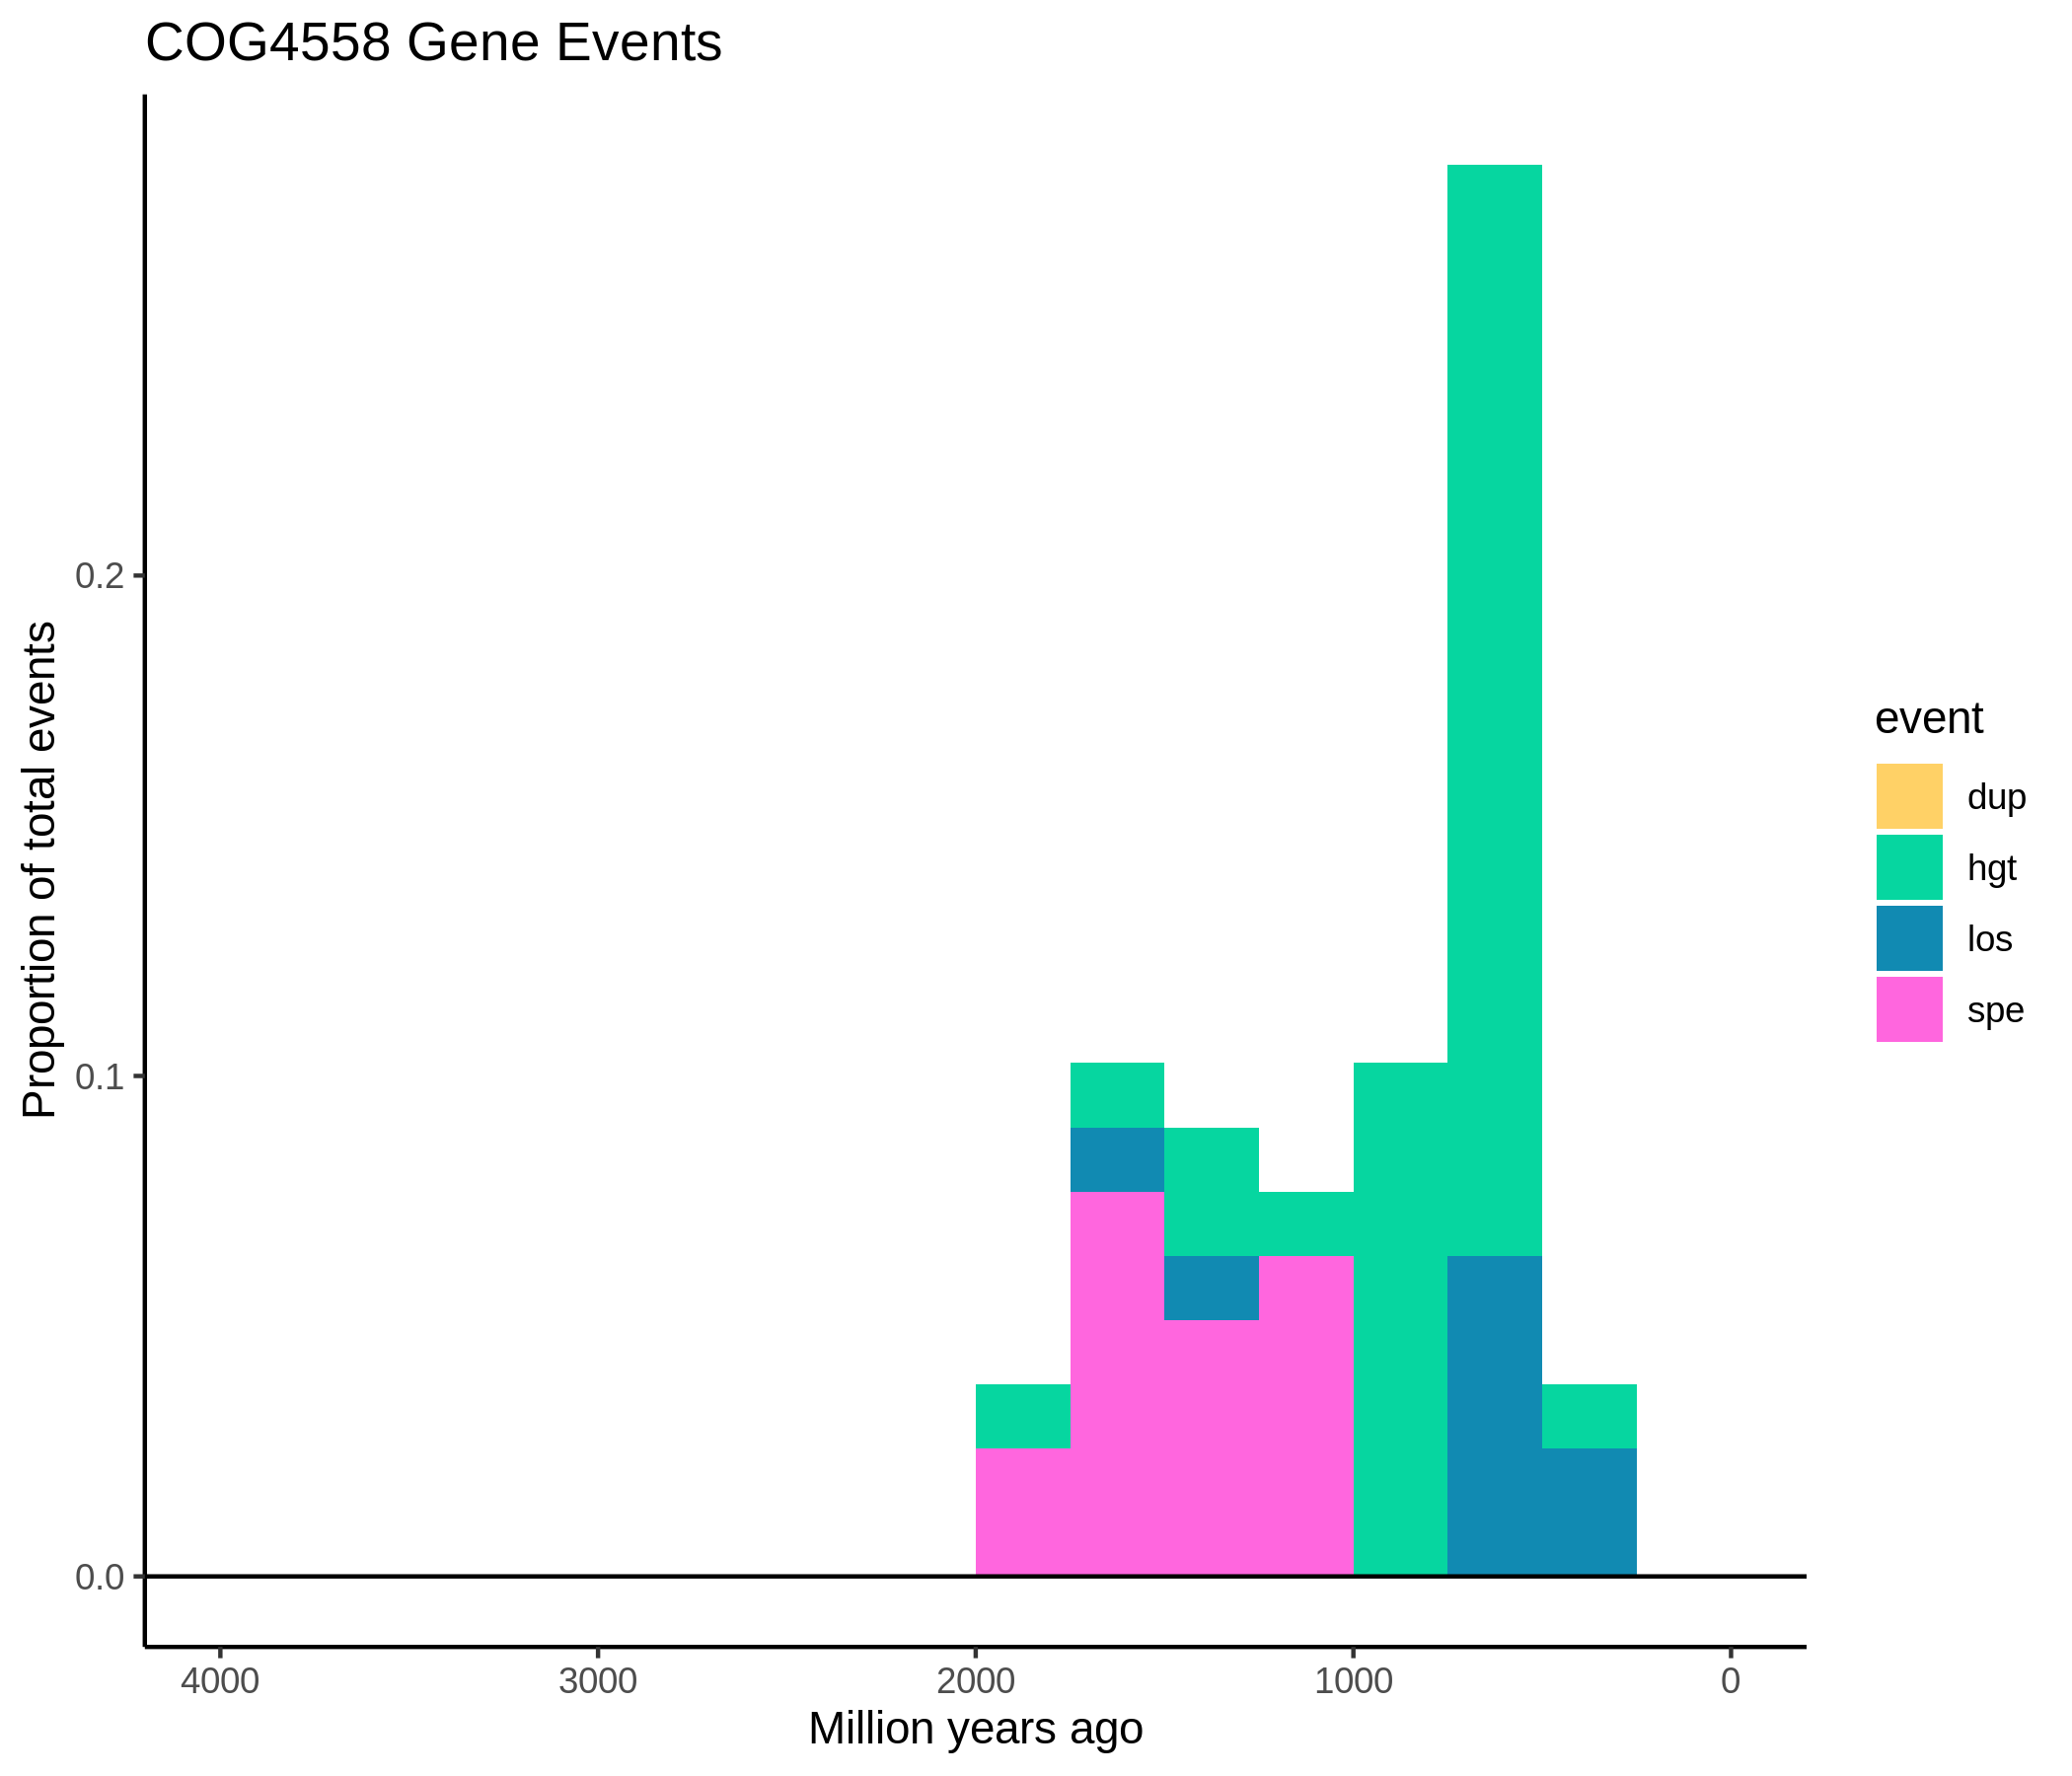 COG4558 Gene Events
Proportion of total events
0.2
0.1
0.0
4000 3000 2000 1000 0
Million years ago
event
dup
hgt
los
spe